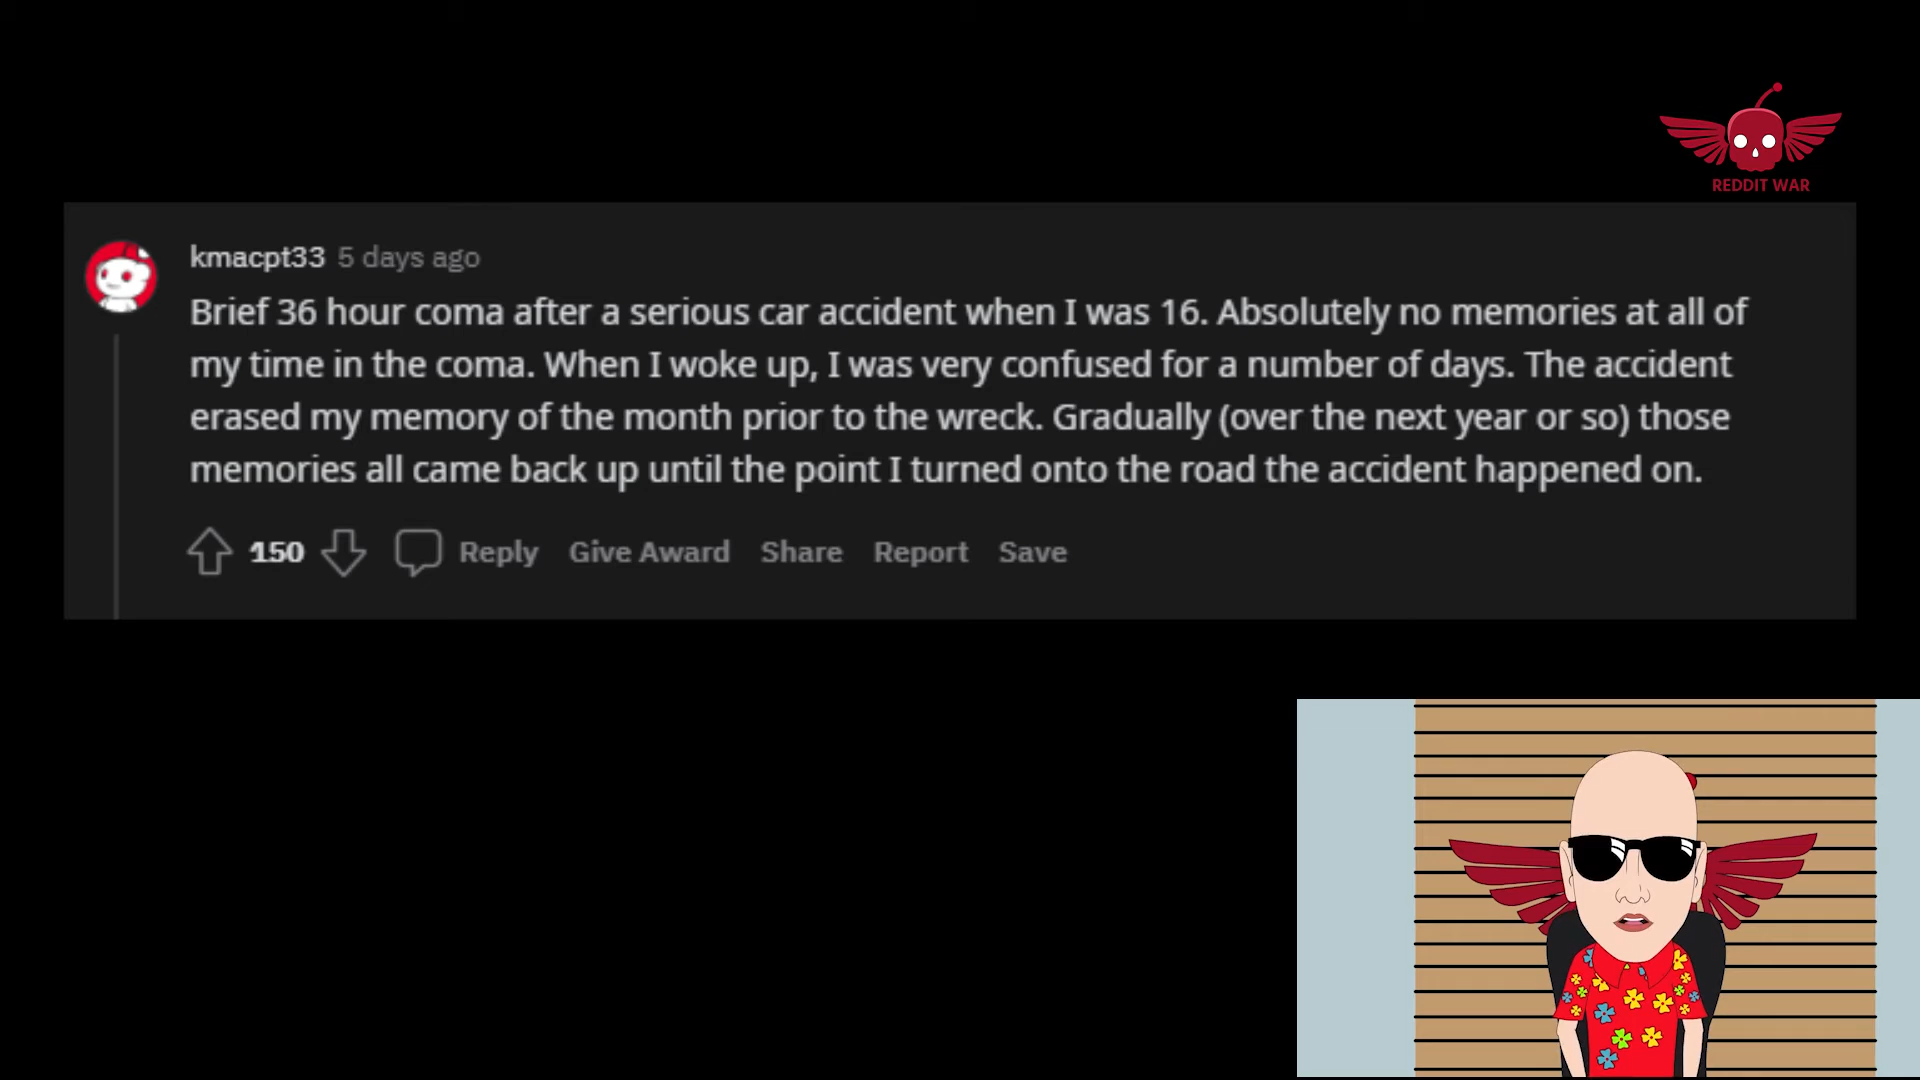 REDDIT WAR
kmacpt33 5 days ago
Brief 36 hour coma after a serious car accident when I was 16. Absolutely no memories at all of
my time in the coma. When I woke up, I was very confused for a number of days. The accident
erased my memory of the month prior to the wreck. Gradually (over the next year or so) those
memories all came back up until the point I turned onto the road the accident happened on.
150 Reply Give Award Share Report Save